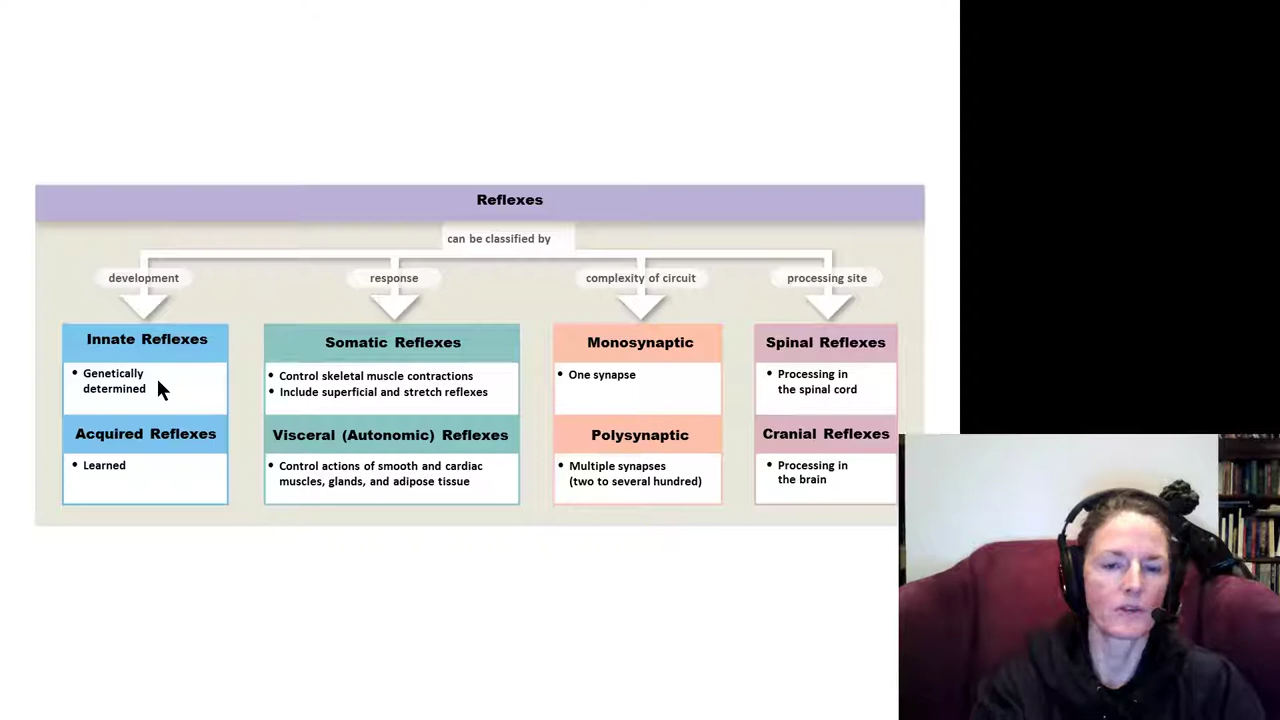 Reflexes
can be classified by
development
response
complexity of circuit
processing site
Innate Reflexes
• Genetically
determined
Acquired Reflexes
• Learned
Somatic Reflexes
• Control skeletal muscle contractions
• Include superficial and stretch reflexes
Visceral (Autonomic) Reflexes
• Control actions of smooth and cardiac
muscles, glands, and adipose tissue
Monosynaptic
• One synapse
Polysynaptic
• Multiple synapses
(two to several hundred)
Spinal Reflexes
• Processing in
the spinal cord
Cranial Reflexes
• Processing in
the brain